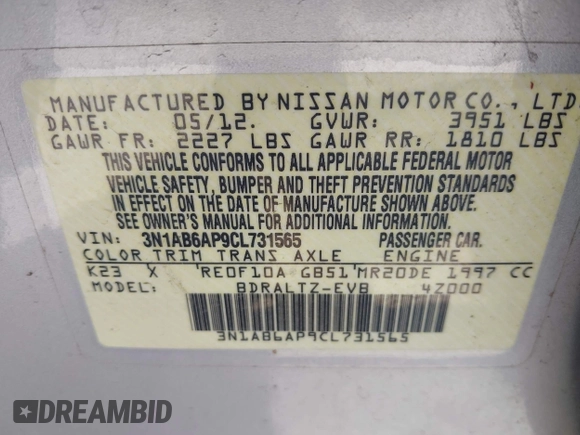 MANUFACTURED BY NISSAN MOTOR CO., LTD
DATE: 05/12. GVWR: 3951 LBS
GAWR FR: 2227 LBS GAWR RR: 1810 LBS
THIS VEHICLE CONFORMS TO ALL APPLICABLE FEDERAL MOTOR
VEHICLE SAFETY, BUMPER AND THEFT PREVENTION STANDARDS
IN EFFECT ON THE DATE OF MANUFACTURE SHOWN ABOVE.
SEE OWNER'S MANUAL FOR ADDITIONAL INFORMATION.
VIN: 3N1AB6AP9CL731565 PASSENGER CAR.
COLOR TRIM TRANS AXLE ENGINE
K23 X 'RE0F10A GB51'MR20DE 1997 CC
MODEL: BDRALTZ-EVB 4Z000
3N1AB6AP9CL731565
DREAMBID